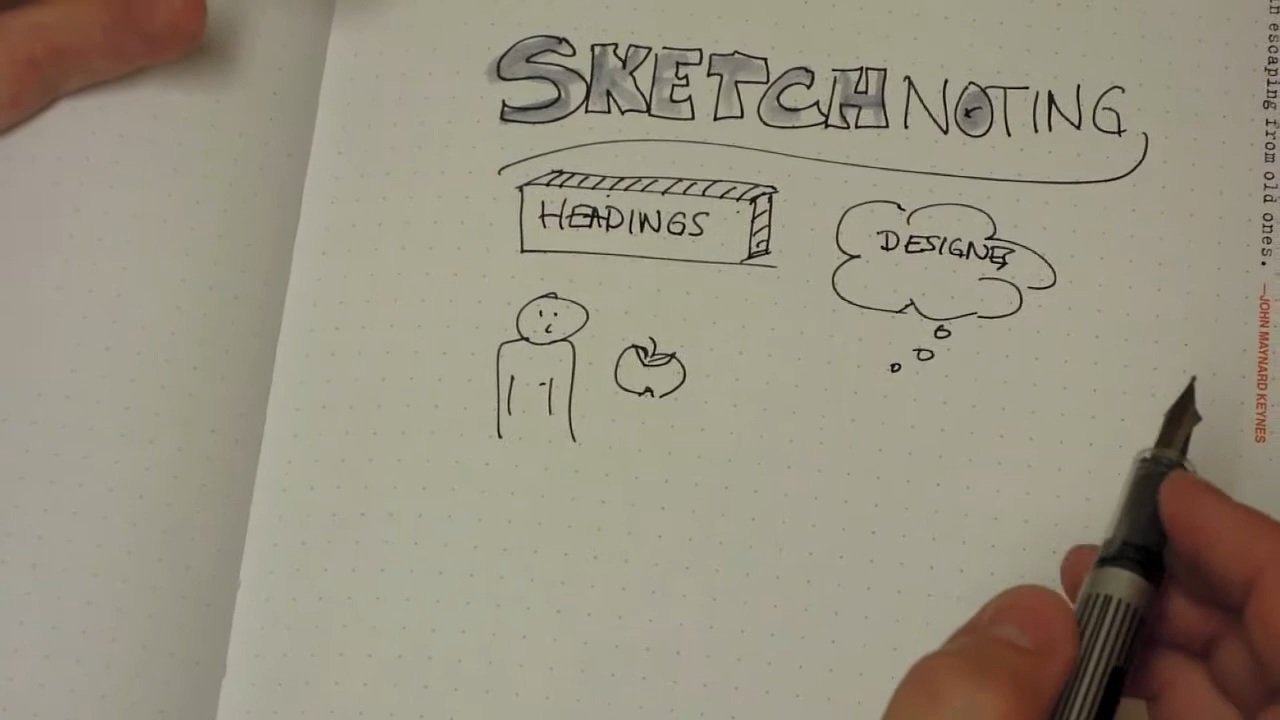 SKETCHNOTING
HEADINGS
DESIGNER
escaping from old ones. —JOHN MAYNARD KEYNES